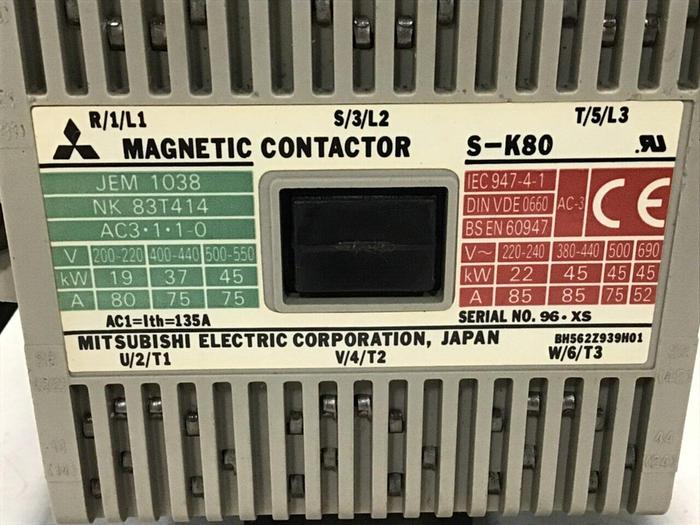 R/1/L1 S/3/L2 T/5/L3
MAGNETIC CONTACTOR S-K80
JEM 1038
NK 83T414
AC3·1·1-0
V 200-220 400-440 500-550
kW 19 37 45
A 80 75 75
AC1=Ith=135A
IEC 947-4-1
DIN VDE 0660
BS EN 60947
AC-3
CE
V~ 220-240 380-440 500 690
kW 22 45 45 45
A 85 85 75 52
SERIAL NO. 96·XS
MITSUBISHI ELECTRIC CORPORATION, JAPAN BH562Z939H01
U/2/T1 V/4/T2 W/6/T3